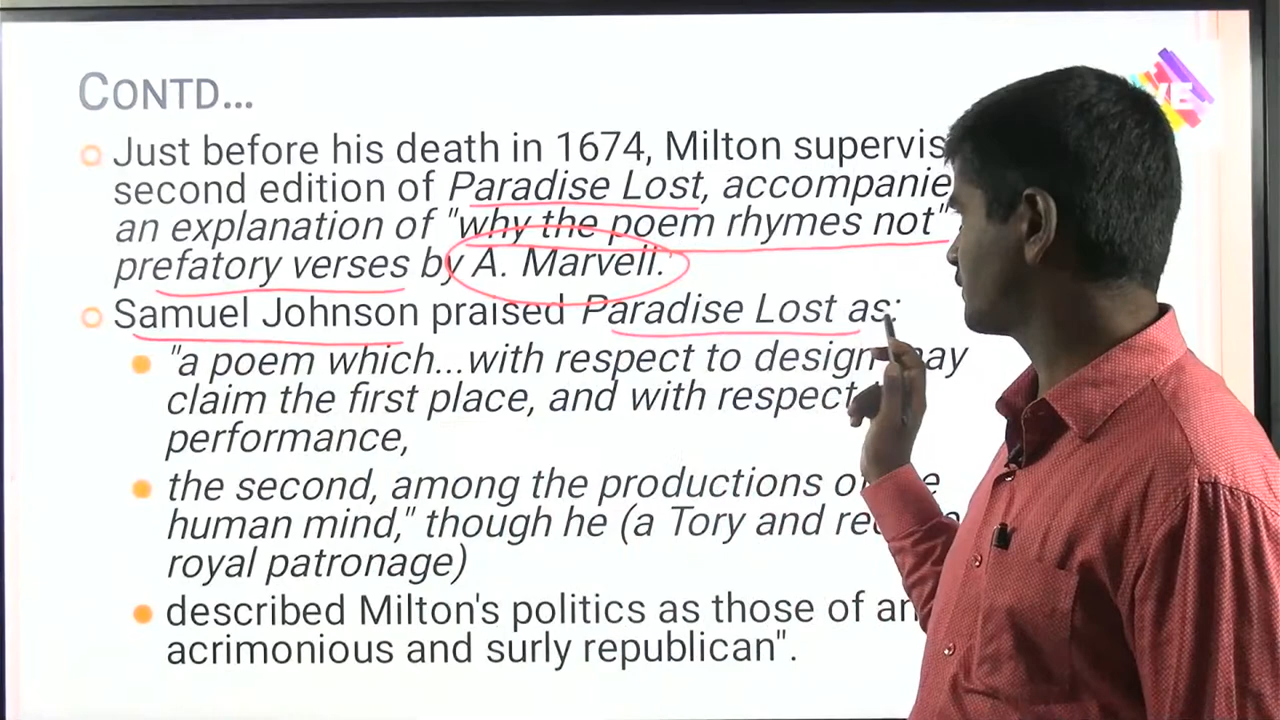 CONTD...
Just before his death in 1674, Milton
second edition of Paradise Lost,
an explanation of "why the poem rhymes not"
prefatory verses by A. Marvell.
Samuel Johnson praised Paradise Lost as:
"a poem which...with respect to design may
claim the first place, and with respect
performance,
the second, among the productions
human mind," though he (a Tory and
royal patronage)
described Milton's politics as those of an
acrimonious and surly republican".